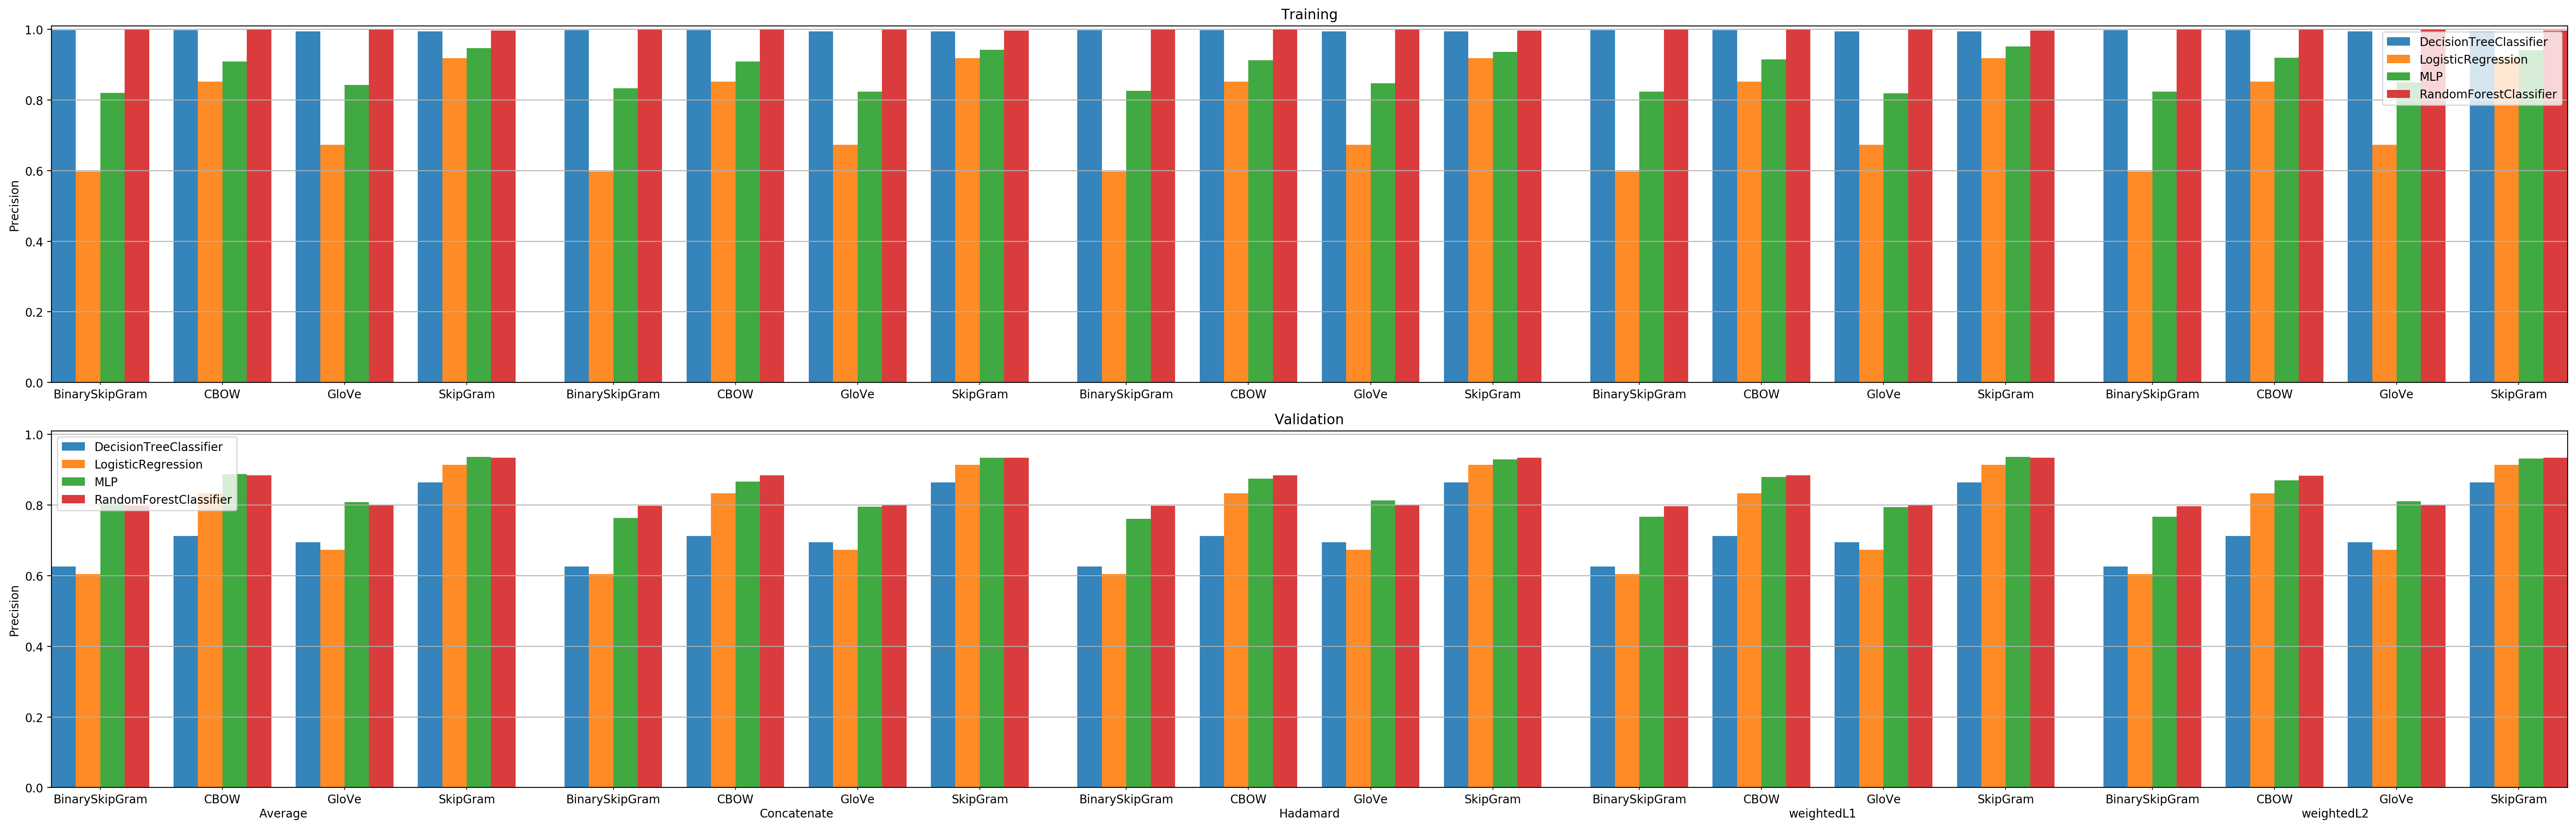 Training
DecisionTreeClassifier
LogisticRegression
MLP
RandomForestClassifier
Precision
1.0
0.8
0.6
0.4
0.2
0.0
BinarySkipGram CBOW GloVe SkipGram BinarySkipGram CBOW GloVe SkipGram BinarySkipGram CBOW GloVe SkipGram BinarySkipGram CBOW GloVe SkipGram BinarySkipGram CBOW GloVe SkipGram
Validation
DecisionTreeClassifier
LogisticRegression
MLP
RandomForestClassifier
Precision
1.0
0.8
0.6
0.4
0.2
0.0
BinarySkipGram CBOW GloVe SkipGram BinarySkipGram CBOW GloVe SkipGram BinarySkipGram CBOW GloVe SkipGram BinarySkipGram CBOW GloVe SkipGram BinarySkipGram CBOW GloVe SkipGram
Average Concatenate Hadamard weightedL1 weightedL2